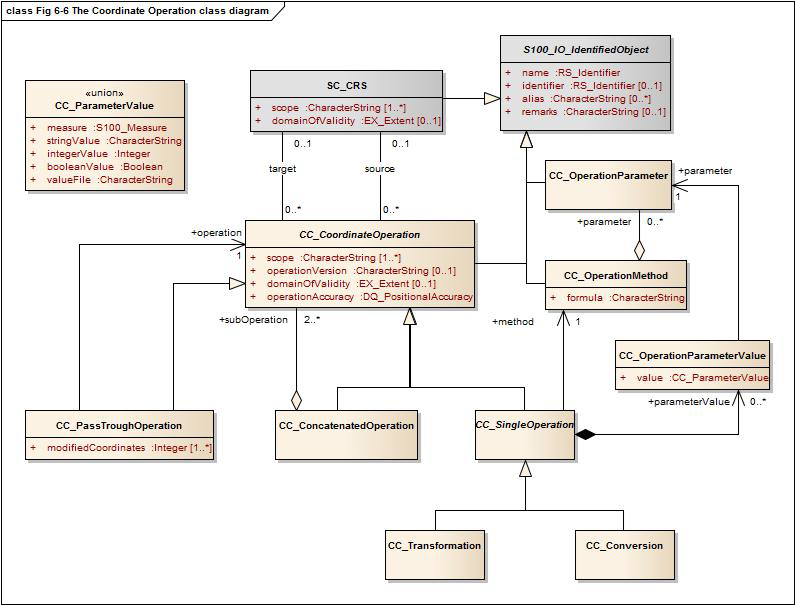 class Fig 6-6 The Coordinate Operation class diagram
S100_IO_IdentifiedObject
+ name :RS_Identifier
+ identifier :RS_Identifier [0..1]
+ alias :CharacterString [0..*]
+ remarks :CharacterString [0..1]
SC_CRS
+ scope :CharacterString [1..*]
+ domainOfValidity :EX_Extent [0..1]
«union»
CC_ParameterValue
+ measure :S100_Measure
+ stringValue :CharacterString
+ integerValue :Integer
+ booleanValue :Boolean
+ valueFile :CharacterString
0..1
0..1
target
source
0..*
0..*
CC_OperationParameter
+parameter
1
+parameter
0..*
+operation
1
CC_CoordinateOperation
+ scope :CharacterString [1..*]
+ operationVersion :CharacterString [0..1]
+ domainOfValidity :EX_Extent [0..1]
+ operationAccuracy :DQ_PositionalAccuracy
CC_OperationMethod
+ formula :CharacterString
+subOperation
2..*
+method
1
CC_OperationParameterValue
+ value :CC_ParameterValue
+parameterValue
0..*
CC_PassTroughOperation
+ modifiedCoordinates :Integer [1..*]
CC_ConcatenatedOperation
CC_SingleOperation
CC_Transformation
CC_Conversion